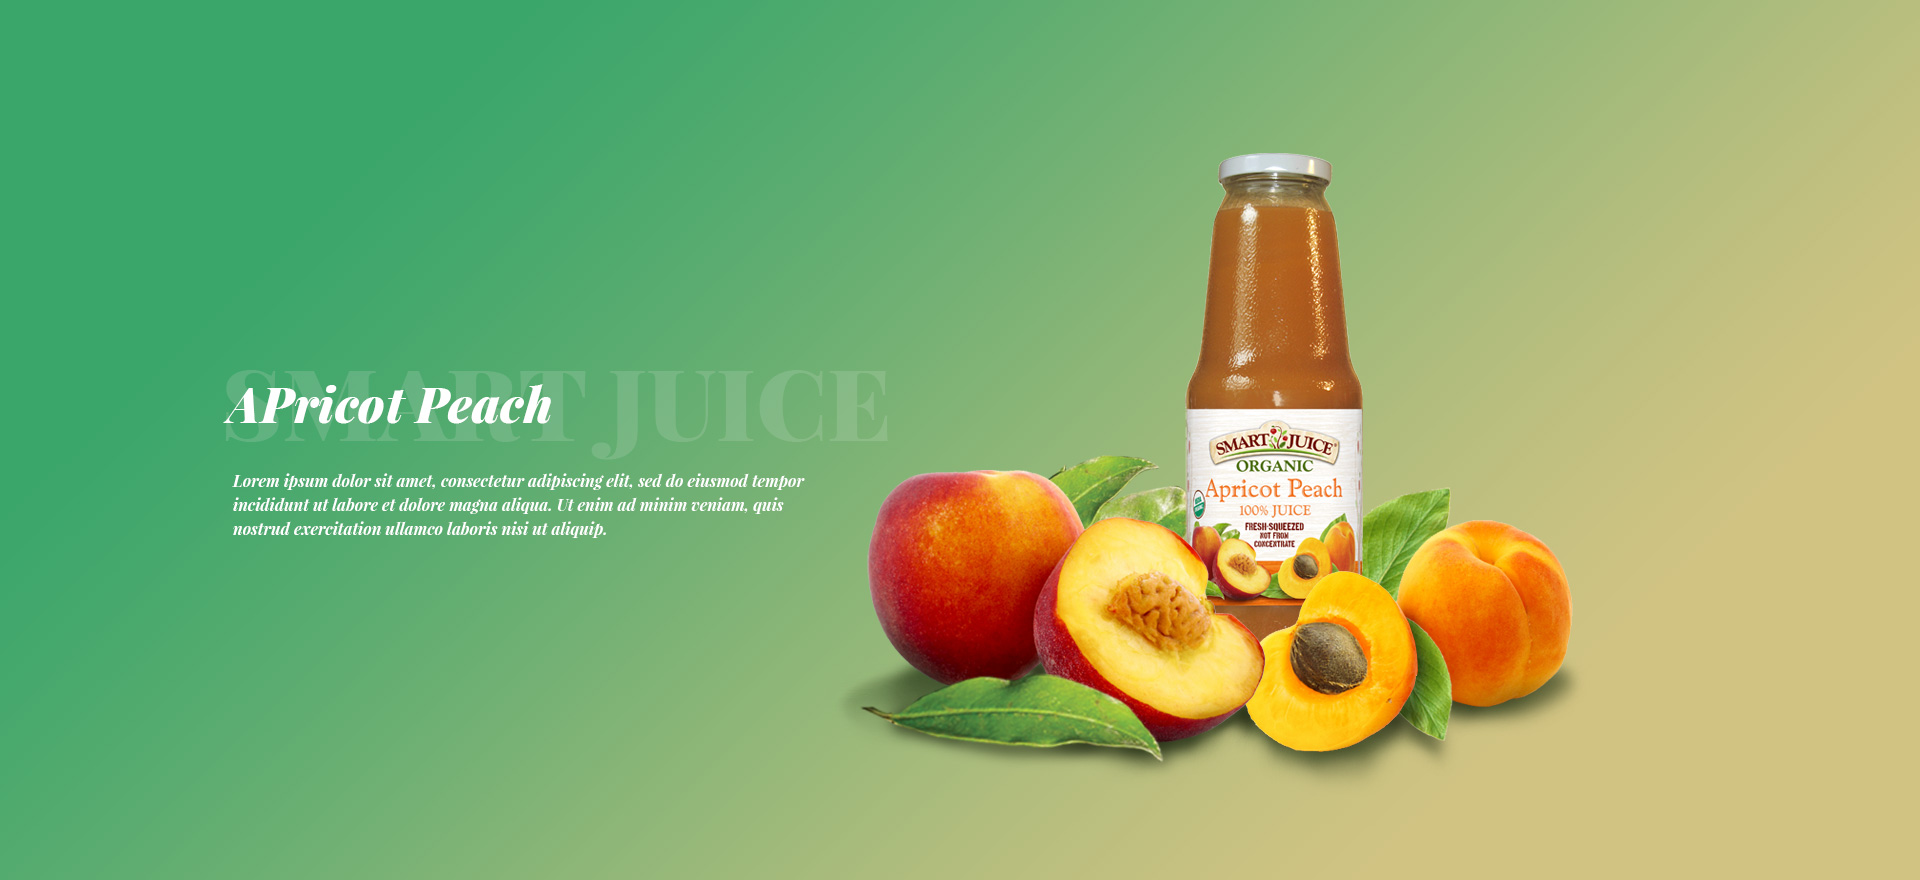 SMART JUICE
APricot Peach
Lorem ipsum dolor sit amet, consectetur adipiscing elit, sed do eiusmod tempor
incididunt ut labore et dolore magna aliqua. Ut enim ad minim veniam, quis
nostrud exercitation ullamco laboris nisi ut aliquip.
SMART JUICE
ORGANIC
Apricot Peach
100% JUICE
FRESH-SQUEEZED
NOT FROM
CONCENTRATE